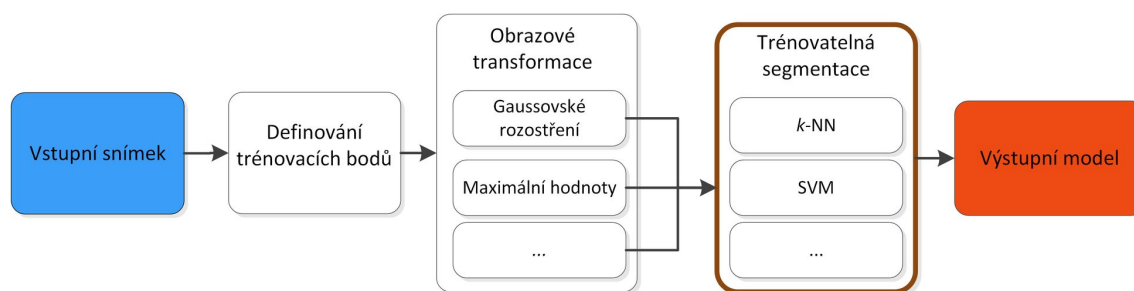 Vstupní snímek
Definování
trénovacích bodů
Obrazové
transformace
Gaussovské
rozostření
Maximální hodnoty
...
Trénovatelná
segmentace
k-NN
SVM
...
Výstupní model